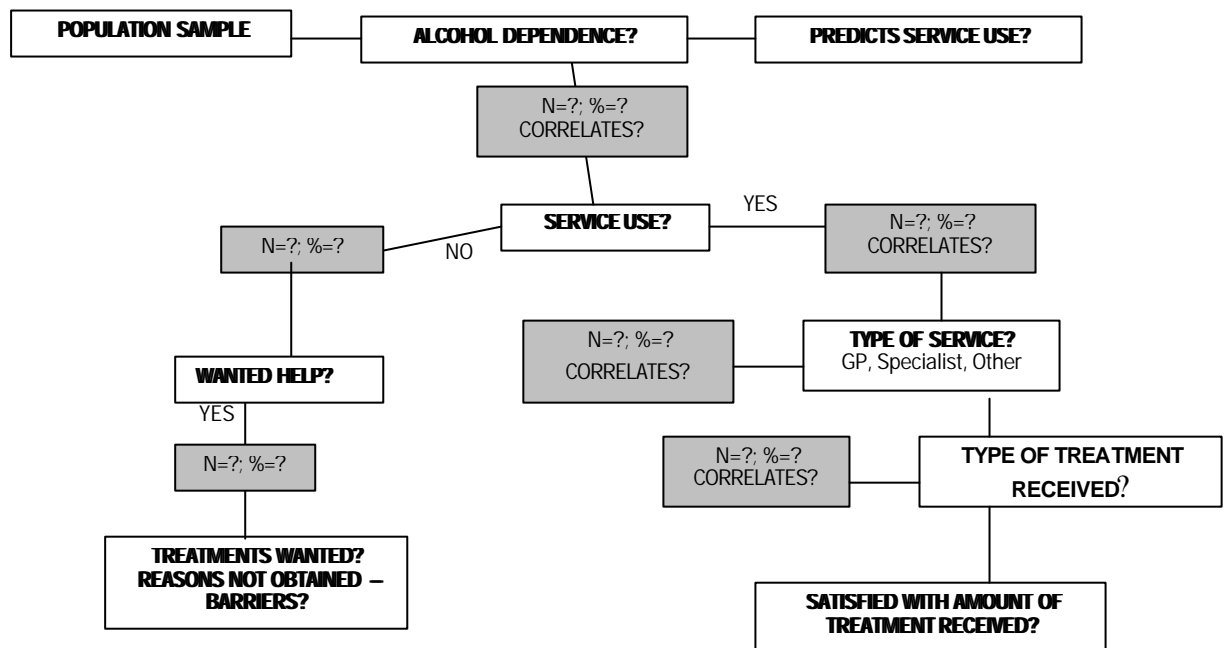 POPULATION SAMPLE
ALCOHOL DEPENDENCE?
PREDICTS SERVICE USE?
N=?; %=?
CORRELATES?
SERVICE USE?
YES
N=?; %=?
CORRELATES?
NO
N=?; %=?
N=?; %=?
CORRELATES?
TYPE OF SERVICE?
GP, Specialist, Other
WANTED HELP?
YES
N=?; %=?
N=?; %=?
CORRELATES?
TYPE OF TREATMENT
RECEIVED?
TREATMENTS WANTED?
REASONS NOT OBTAINED –
BARRIERS?
SATISFIED WITH AMOUNT OF
TREATMENT RECEIVED?